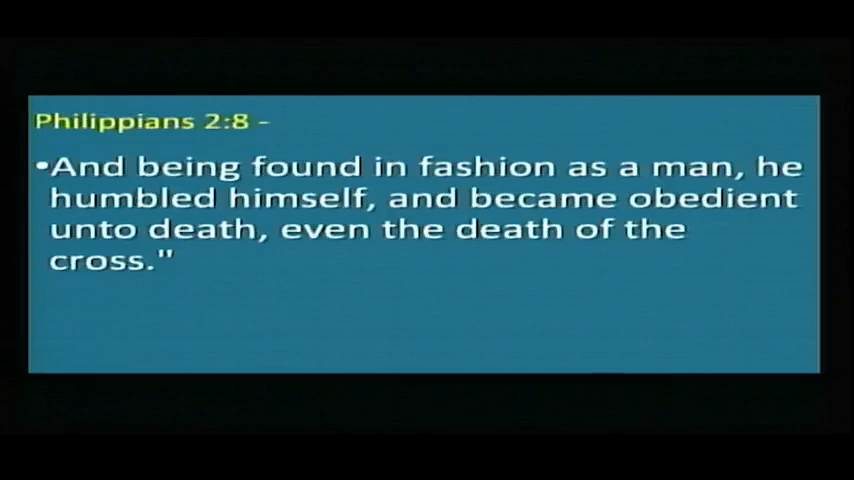 Philippians 2:8 -
•And being found in fashion as a man, he
humbled himself, and became obedient
unto death, even the death of the
cross."